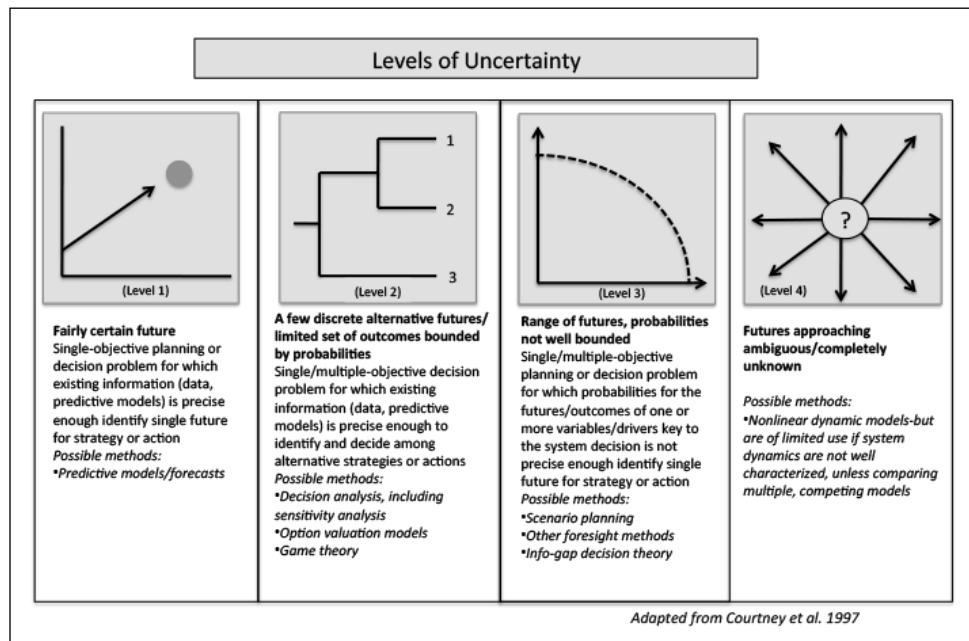 Levels of Uncertainty
(Level 1)
Fairly certain future
Single-objective planning or
decision problem for which
existing information (data,
predictive models) is precise
enough identify single future
for strategy or action
Possible methods:
•Predictive models/forecasts
1
2
3
(Level 2)
A few discrete alternative futures/
limited set of outcomes bounded
by probabilities
Single/multiple-objective decision
problem for which existing
information (data, predictive
models) is precise enough to
identify and decide among
alternative strategies or actions
Possible methods:
•Decision analysis, including
sensitivity analysis
•Option valuation models
•Game theory
(Level 3)
Range of futures, probabilities
not well bounded
Single/multiple-objective
planning or decision problem
for which probabilities for the
futures/outcomes of one or
more variables/drivers key to
the system decision is not
precise enough identify single
future for strategy or action
Possible methods:
•Scenario planning
•Other foresight methods
•Info-gap decision theory
?
(Level 4)
Futures approaching
ambiguous/completely
unknown
Possible methods:
•Nonlinear dynamic models-but
are of limited use if system
dynamics are not well
characterized, unless comparing
multiple, competing models
Adapted from Courtney et al. 1997